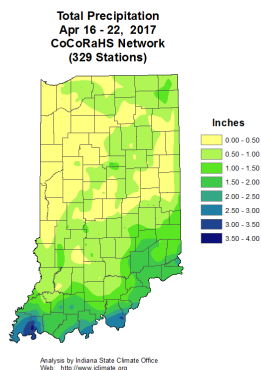 Total Precipitation
Apr 16 - 22, 2017
CoCoRaHS Network
(329 Stations)
Inches
0.00 - 0.50
0.50 - 1.00
1.00 - 1.50
1.50 - 2.00
2.00 - 2.50
2.50 - 3.00
3.00 - 3.50
3.50 - 4.00
Analysis by Indiana State Climate Office
Web: http://www.iclimate.org